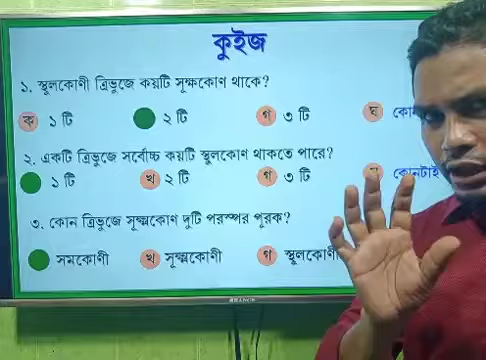 কুইজ
১. স্থুলকোণী ত্রিভুজে কয়টি সূক্ষকোণ থাকে?
ক ১ টি ২ টি গ ৩ টি ঘ
২. একটি ত্রিভুজে সর্বোচ্চ কয়টি স্থুলকোণ থাকতে পারে?
১ টি খ ২ টি গ ৩ টি কোনটাই
৩. কোন ত্রিভুজে সূক্ষ্মকোণ দুটি পরস্পর পূরক?
সমকোণী খ সূক্ষ্মকোণী গ স্থুলকোণী